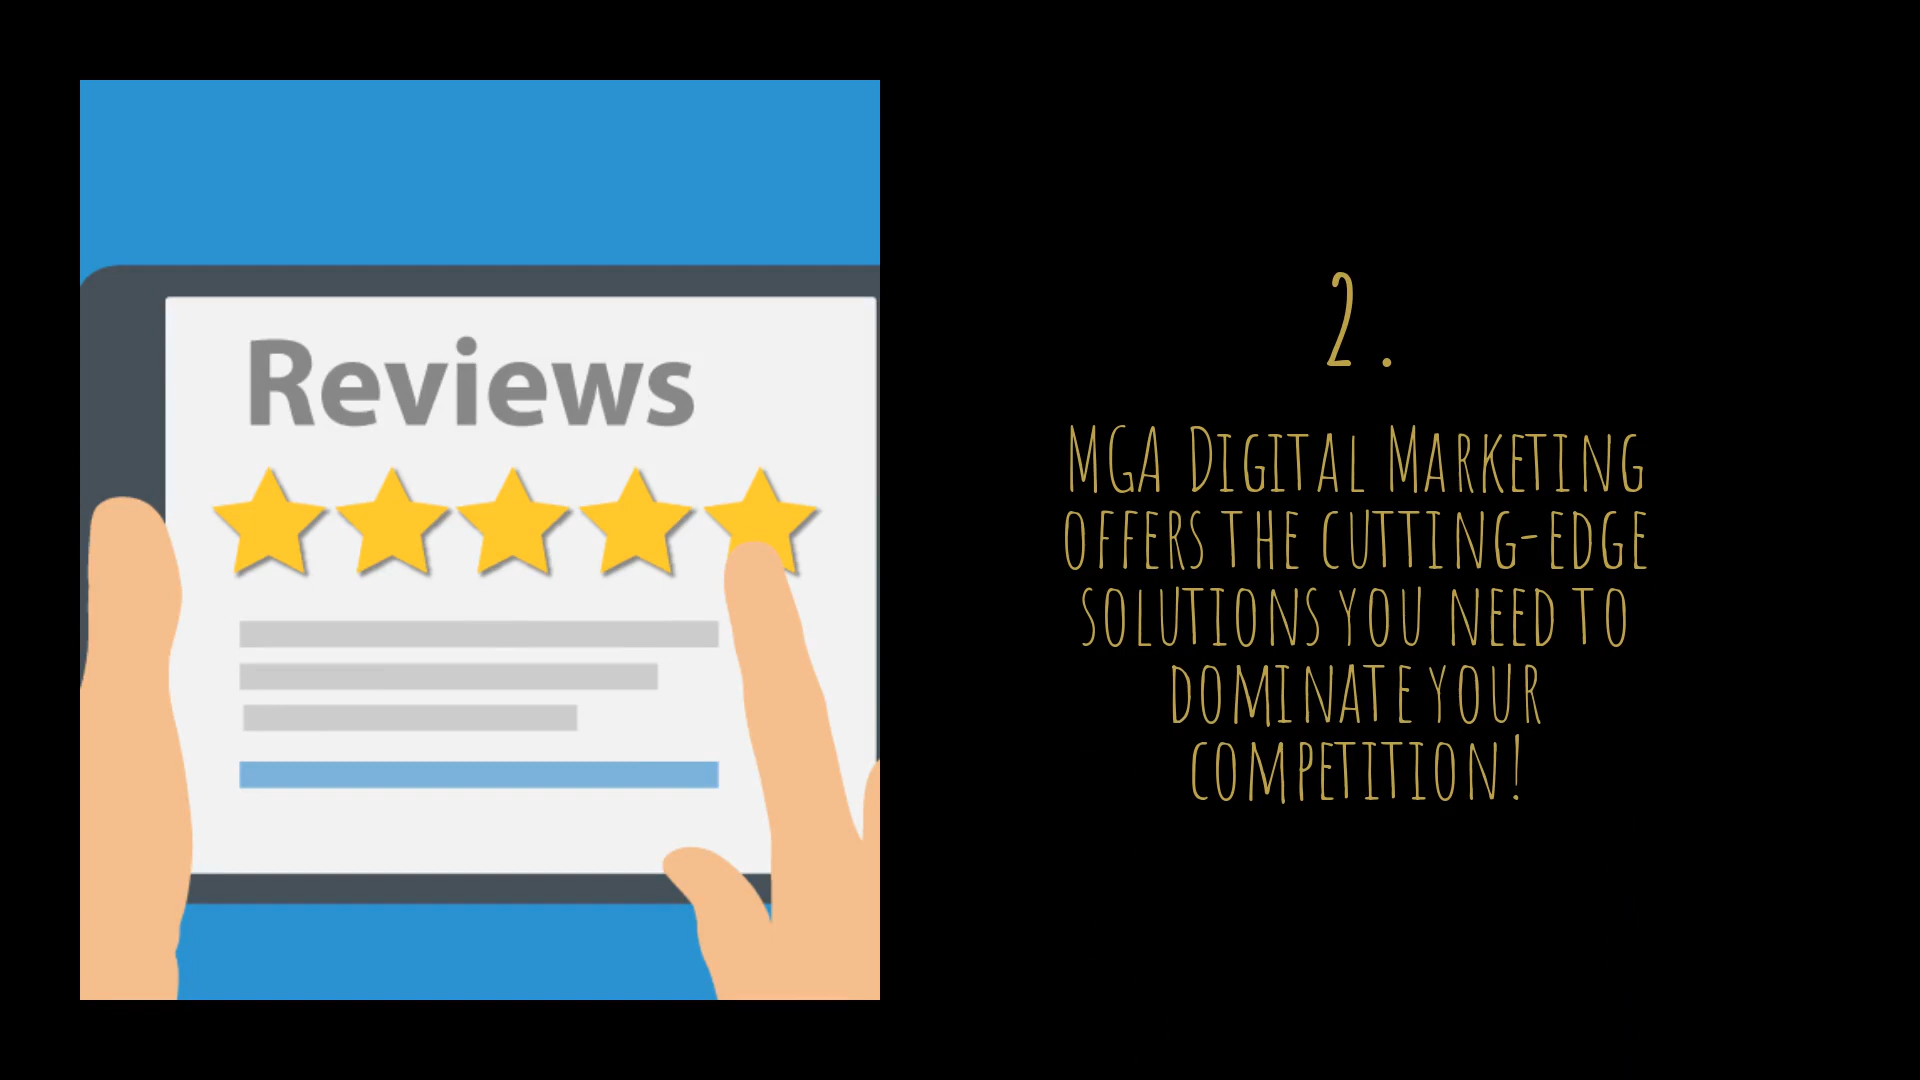 Reviews
2.
MGA Digital Marketing
offers the cutting-edge
solutions you need to
dominate your
competition!